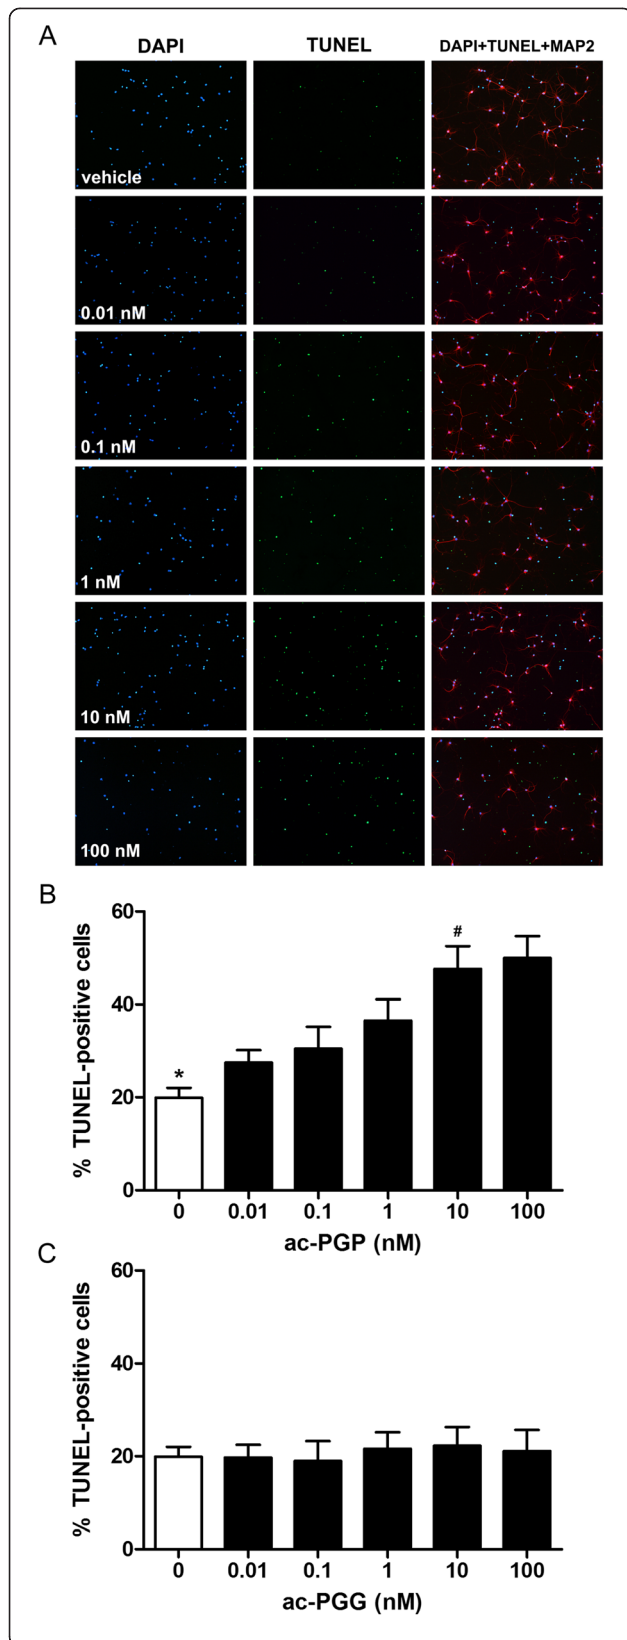 A
DAPI TUNEL DAPI+TUNEL+MAP2
vehicle
0.01 nM
0.1 nM
1 nM
10 nM
100 nM
B
% TUNEL-positive cells
60
40
20
0
*
#
0 0.01 0.1 1 10 100
ac-PGP (nM)
C
% TUNEL-positive cells
60
40
20
0
0 0.01 0.1 1 10 100
ac-PGG (nM)